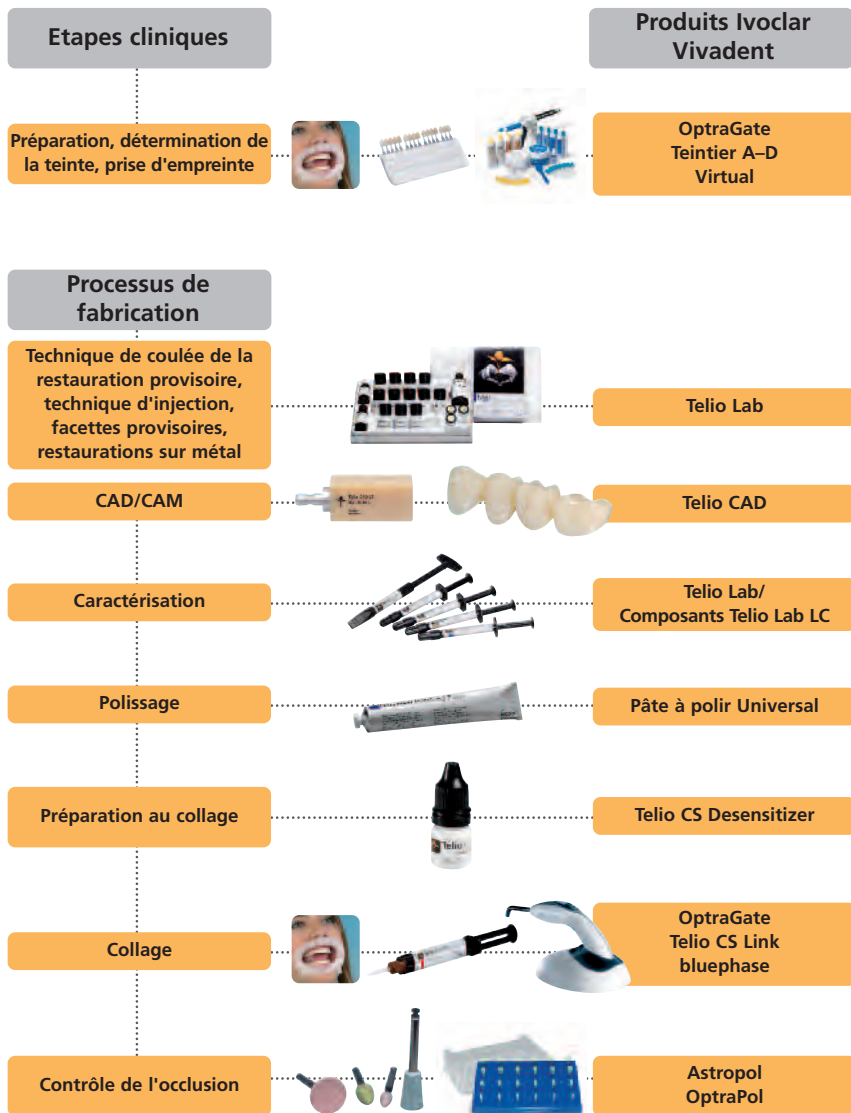 Etapes cliniques
Produits Ivoclar
Vivadent
Préparation, détermination de
la teinte, prise d'empreinte
OptraGate
Teintier A–D
Virtual
Processus de
fabrication
Technique de coulée de la
restauration provisoire,
technique d'injection,
facettes provisoires,
restaurations sur métal
Telio Lab
CAD/CAM
Telio CAD
Caractérisation
Telio Lab/
Composants Telio Lab LC
Polissage
Pâte à polir Universal
Préparation au collage
Telio
Telio CS Desensitizer
Collage
OptraGate
Telio CS Link
bluephase
Contrôle de l'occlusion
Astropol
OptraPol